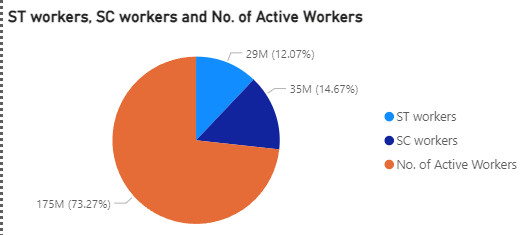 ST workers, SC workers and No. of Active Workers
29M (12.07%)
35M (14.67%)
ST workers
SC workers
No. of Active Workers
175M (73.27%)